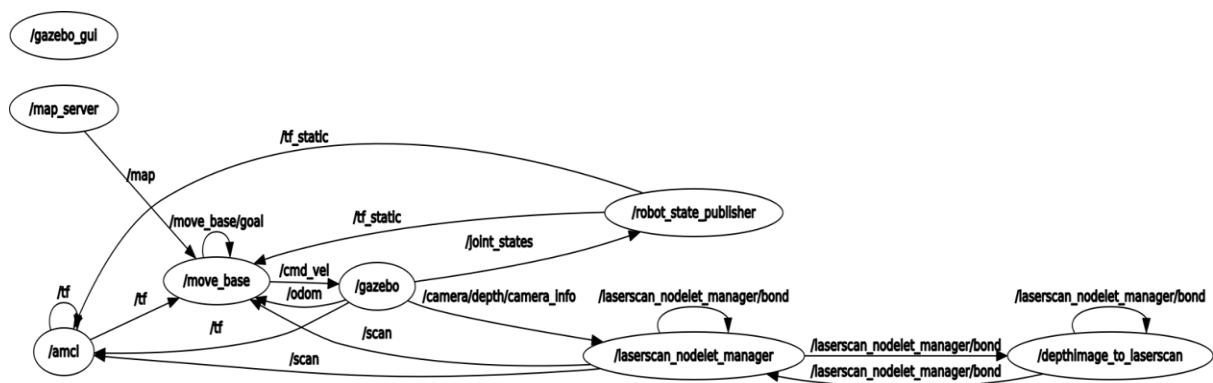 /gazebo_gui
/map_server
/tf_static
/map
/robot_state_publisher
/move_base/goal
/tf_static
/joint_states
/move_base
/cmd_vel
/gazebo
/odom
/camera/depth/camera_info
/laserscan_nodelet_manager/bond
/laserscan_nodelet_manager/bond
/tf
/tf
/tf
/scan
/amcl
/scan
/laserscan_nodelet_manager
/laserscan_nodelet_manager/bond
/laserscan_nodelet_manager/bond
/depthimage_to_laserscan